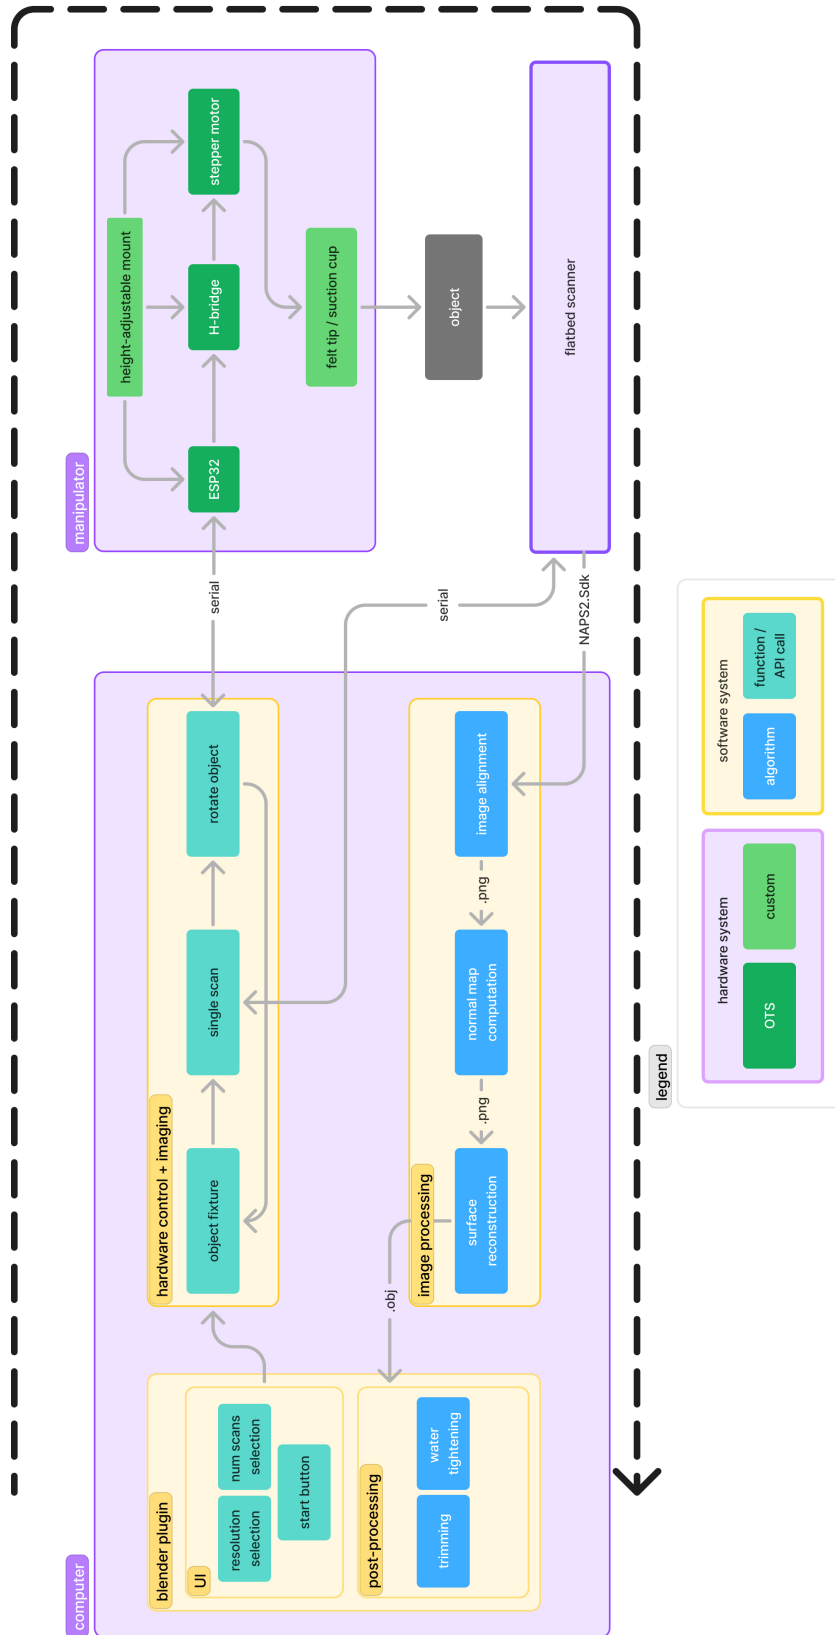 computer
blender plugin
UI
resolution
selection
num scans
selection
start button
post-processing
trimming
water
tightening
hardware control + imaging
object fixture
single scan
rotate object
image processing
surface
reconstruction
.png
normal map
computation
.png
image alignment
.obj
serial
serial
NAPS2.Sdk
manipulator
height-adjustable mount
ESP32
H-bridge
stepper motor
felt tip / suction cup
object
flatbed scanner
legend
hardware system
OTS
custom
software system
algorithm
function /
API call